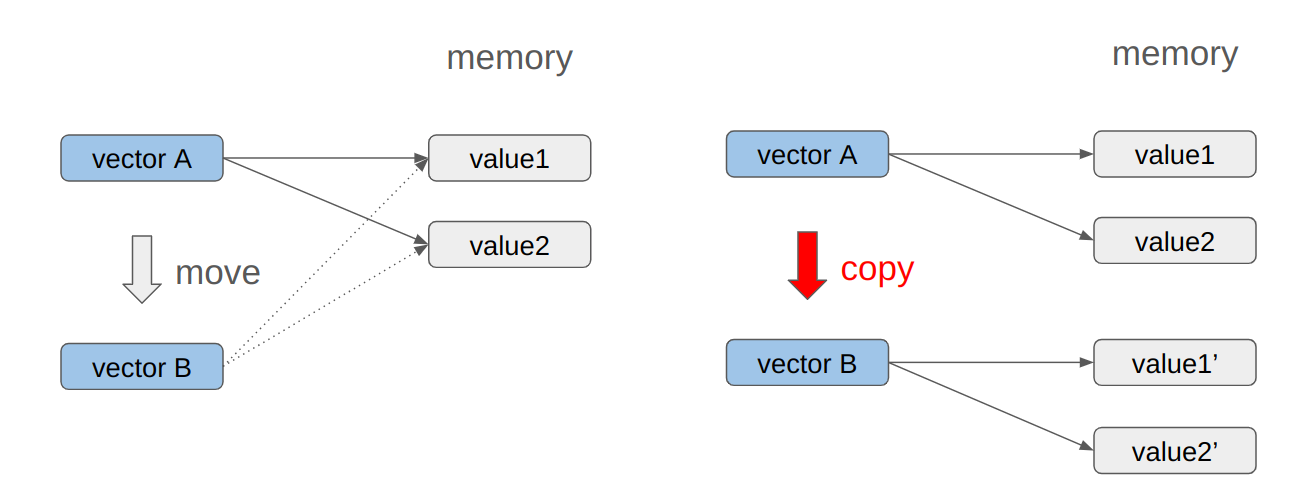 memory
vector A
value1
value2
move
vector B
memory
vector A
value1
value2
copy
vector B
value1’
value2’